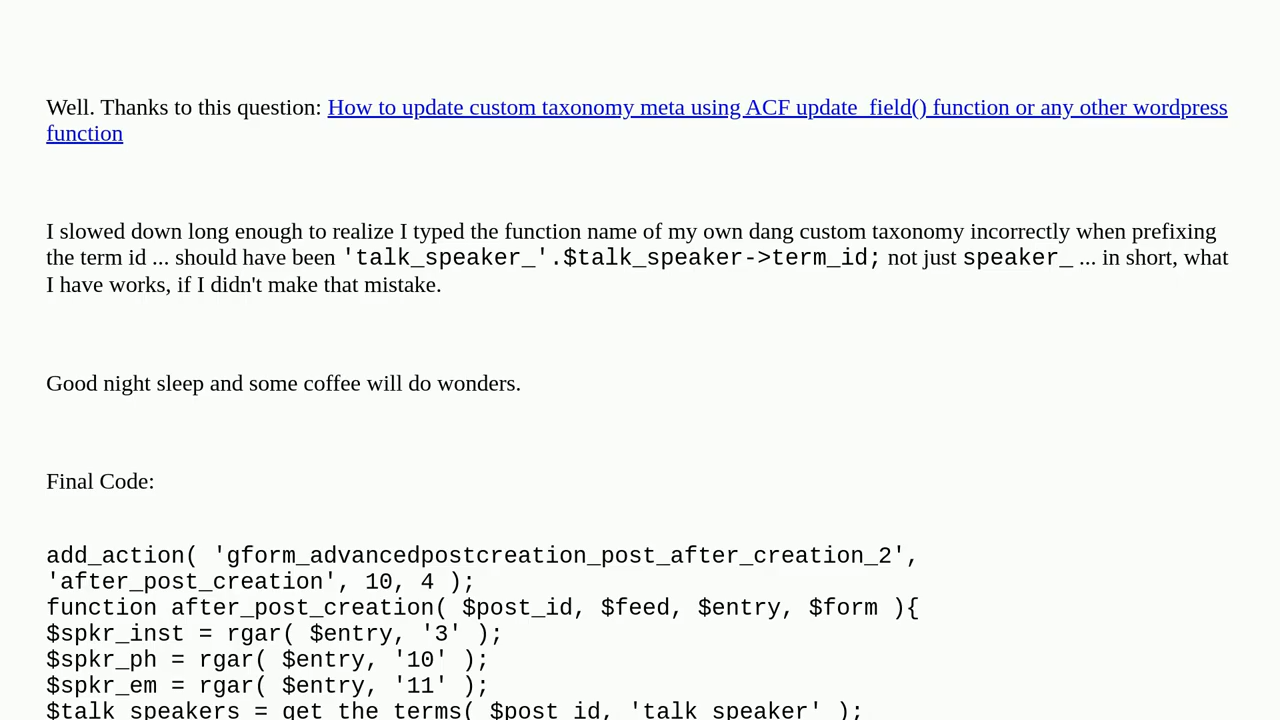 Well. Thanks to this question: How to update custom taxonomy meta using ACF update_field() function or any other wordpress
function
I slowed down long enough to realize I typed the function name of my own dang custom taxonomy incorrectly when prefixing
the term id ... should have been 'talk_speaker_'.$talk_speaker->term_id; not just speaker_ ... in short, what
I have works, if I didn't make that mistake.
Good night sleep and some coffee will do wonders.
Final Code:
add_action( 'gform_advancedpostcreation_post_after_creation_2',
'after_post_creation', 10, 4 );
function after_post_creation( $post_id, $feed, $entry, $form ){
$spkr_inst = rgar( $entry, '3' );
$spkr_ph = rgar( $entry, '10' );
$spkr_em = rgar( $entry, '11' );
$talk_speakers = get_the_terms( $post_id, 'talk_speaker' );